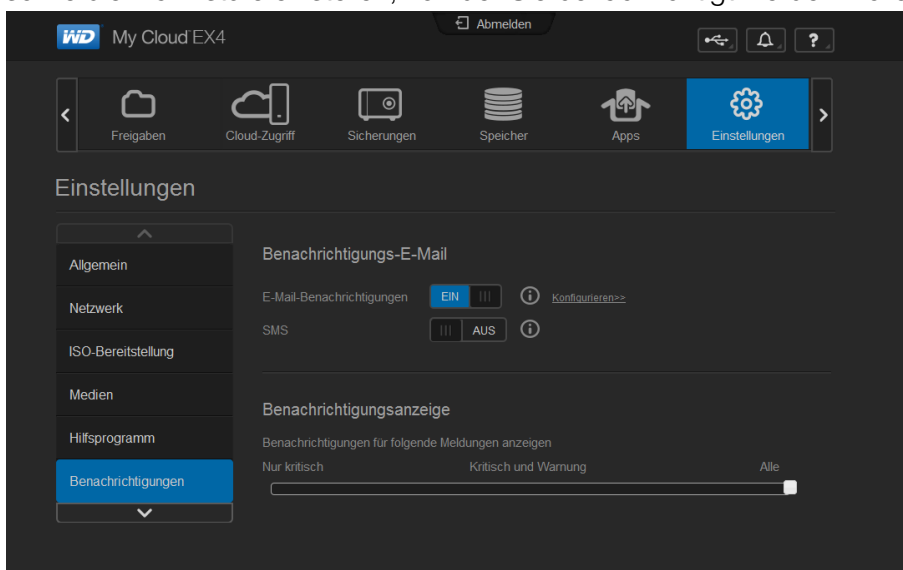 WD My Cloud EX4
Abmelden
?
Freigaben
Cloud-Zugriff
Sicherungen
Speicher
Apps
Einstellungen
Einstellungen
Allgemein
Netzwerk
ISO-Bereitstellung
Medien
Hilfsprogramm
Benachrichtigungen
Benachrichtigungs-E-Mail
E-Mail-Benachrichtigungen EIN Konfigurieren>>
SMS AUS
Benachrichtigungsanzeige
Benachrichtigungen für folgende Meldungen anzeigen
Nur kritisch Kritisch und Warnung Alle